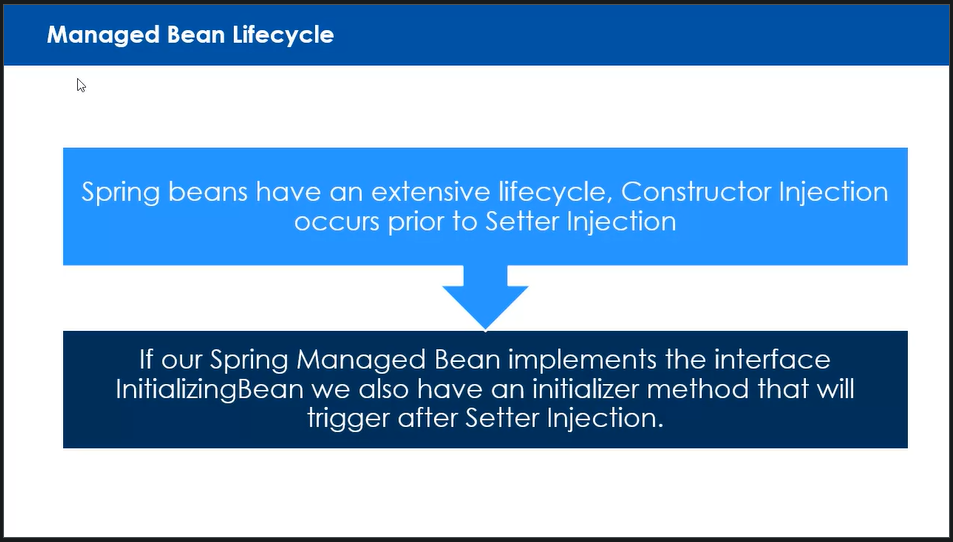 Managed Bean Lifecycle
Spring beans have an extensive lifecycle, Constructor Injection
occurs prior to Setter Injection
If our Spring Managed Bean implements the interface
InitializingBean we also have an initializer method that will
trigger after Setter Injection.